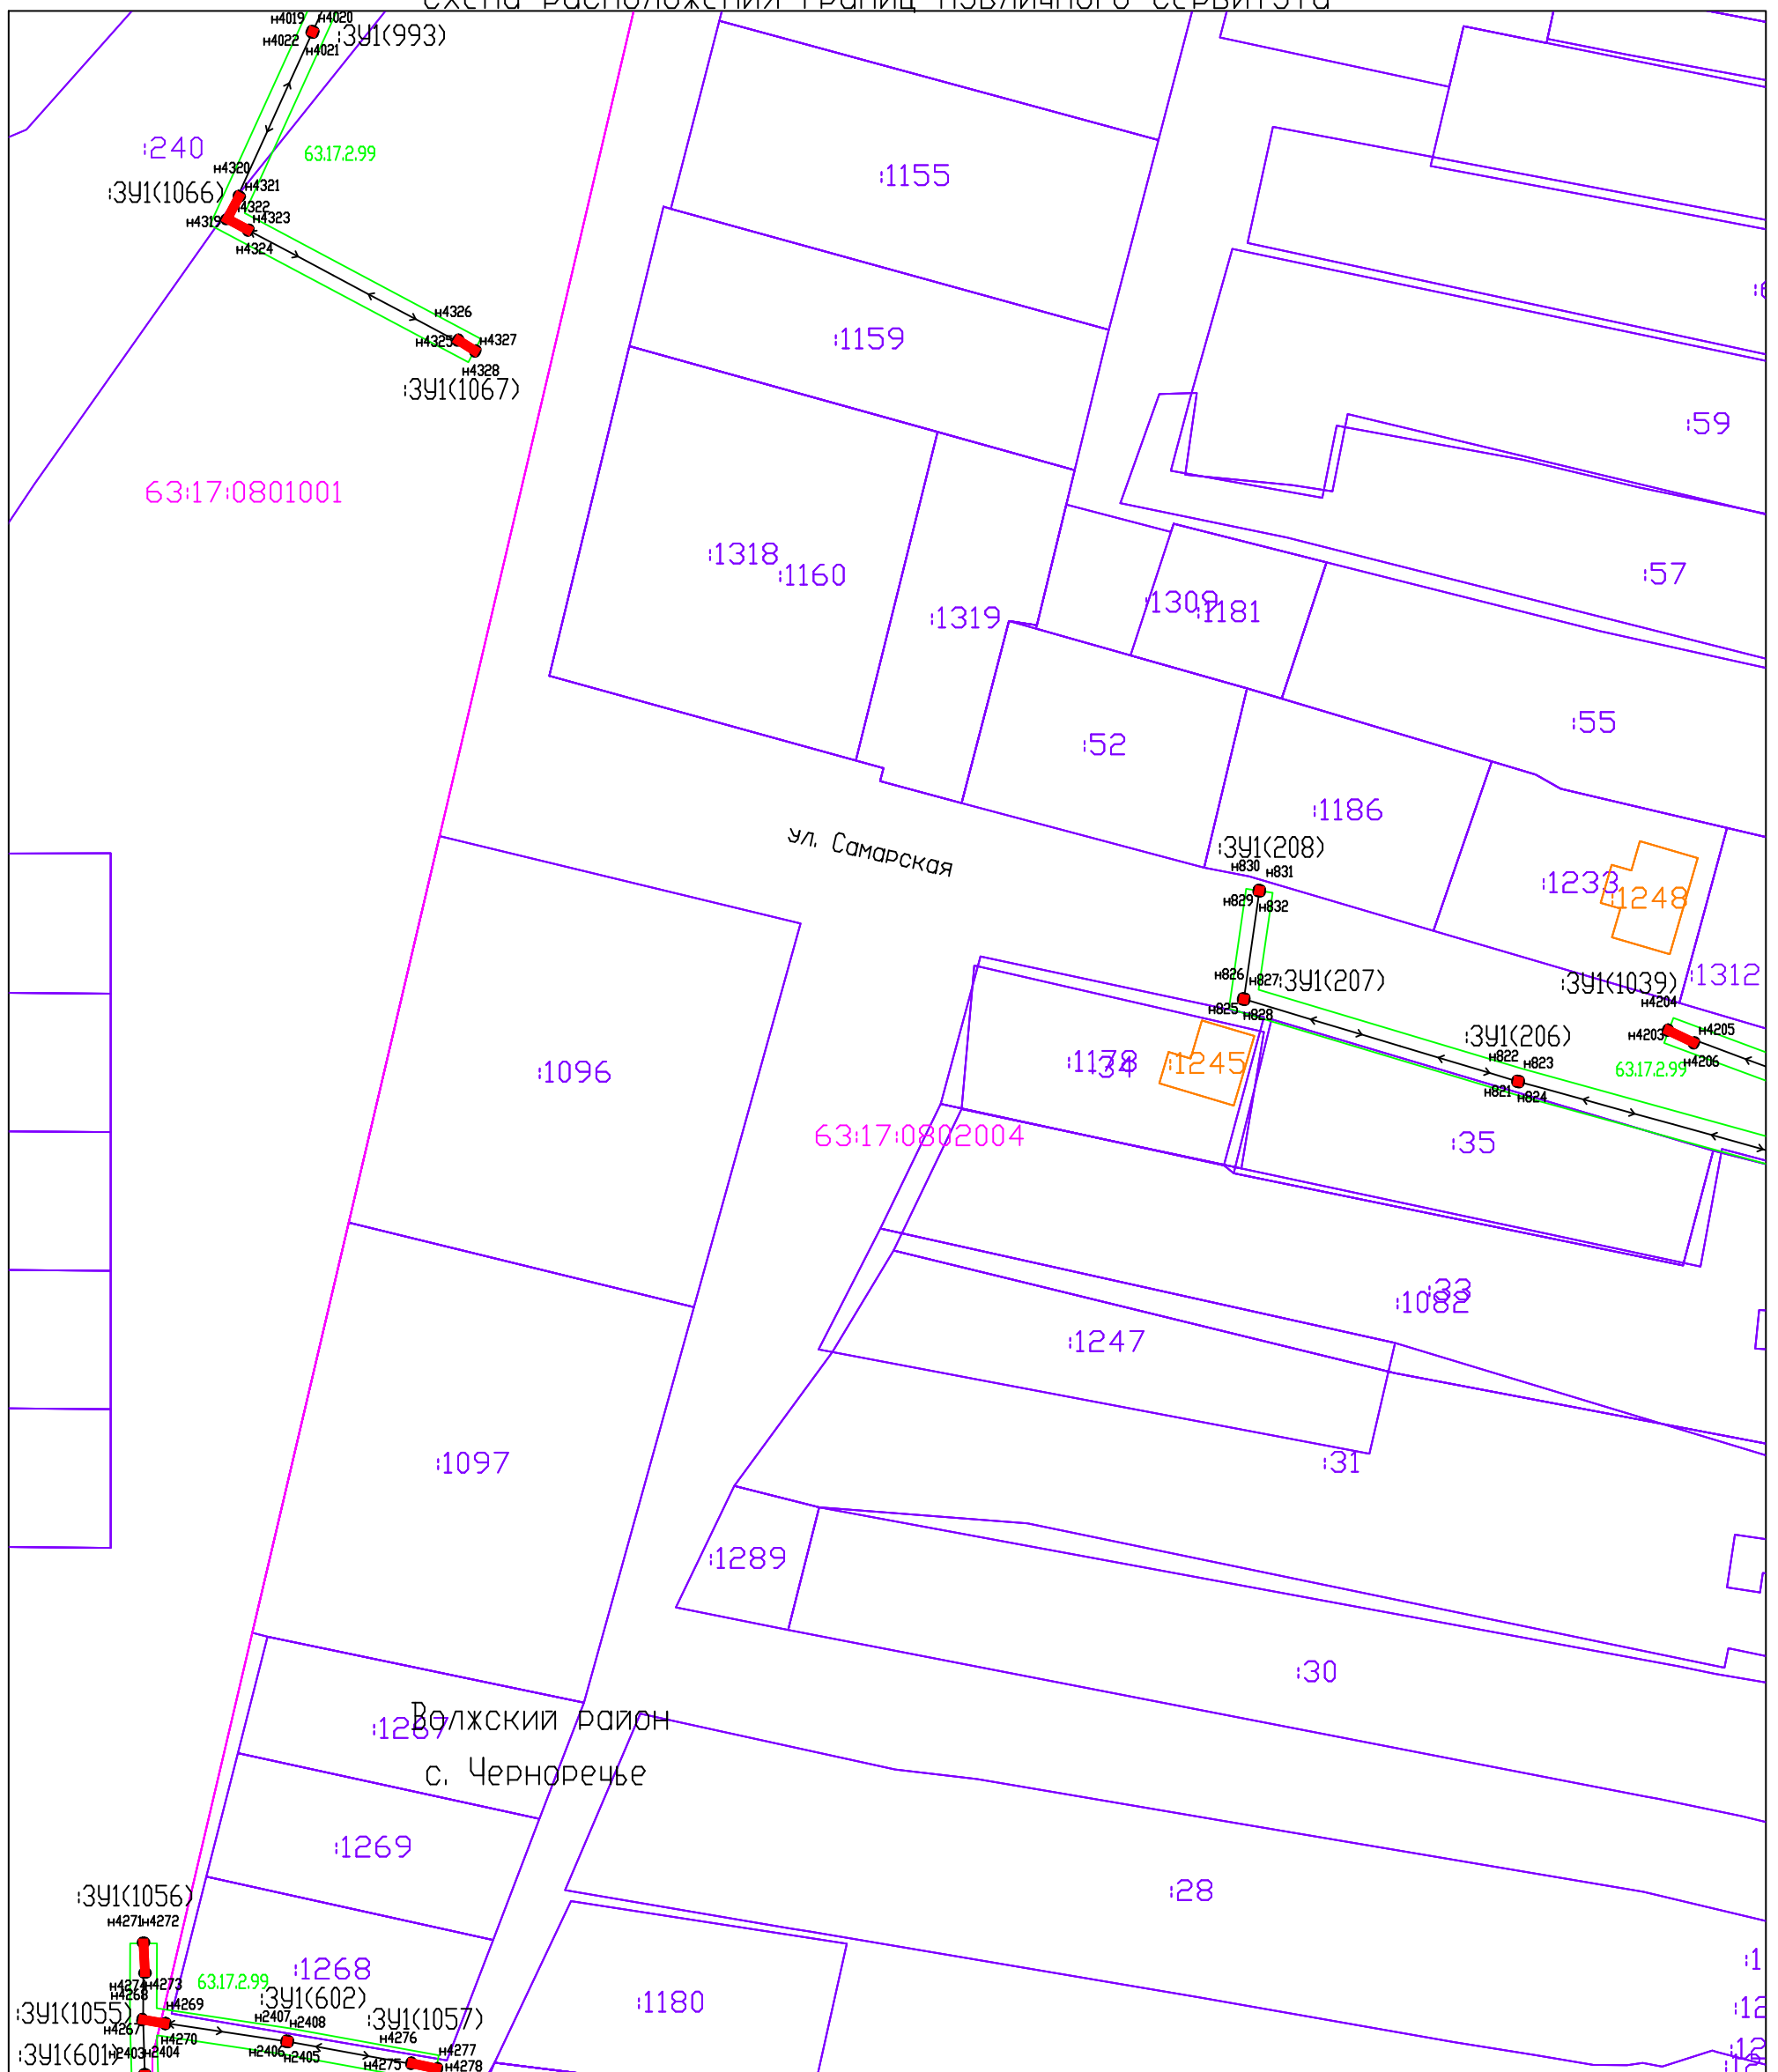 Схема расположения границ публичного сервитута
н4019
н4020
:ЗУ1(993)
н4022
н4021
:240
63.17.2.99
н4320
:ЗУ1(1066)
н4321
н4322
н4319
н4323
н4324
н4326
н4325
н4327
н4328
:ЗУ1(1067)
:1155
:1159
:59
63:17:0801001
:1318
:1160
:1319
:1309
:1181
:57
:52
:55
:1186
ул. Самарская
:ЗУ1(208)
н830
н831
н829
н832
:1233
:1248
н826
н827
:ЗУ1(207)
н825
н828
:ЗУ1(1039)
:1312
н4204
н4203
н4205
н4206
:ЗУ1(206)
н822
н823
63.17.2.99
н821
н824
:1096
:1178
:34
:1245
63:17:0802004
:35
:33
:1082
:1247
:1097
:31
:1289
:30
:1267
Волжский район
с. Черноречье
:1269
:28
:ЗУ1(1056)
н4271
н4272
:1268
н4274
н4273
63.17.2.99
н4268
н4269
:ЗУ1(602)
:ЗУ1(1055)
н2407
н2408
:ЗУ1(1057)
н4267
н4270
н4276
:1180
:ЗУ1(601)
н2403
н2404
н2406
н2405
н4277
н4275
н4278